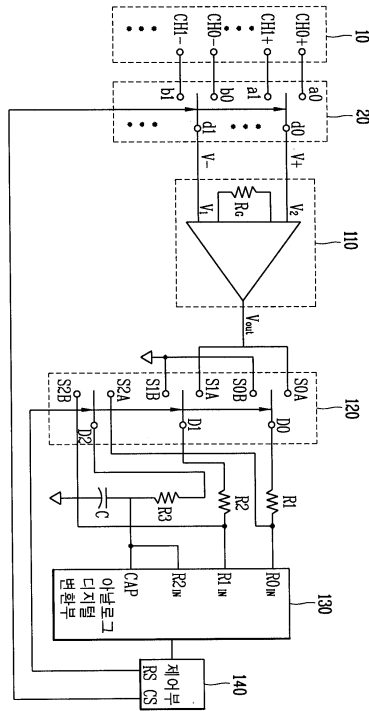 10
CH0+
CH1+
CH0-
CH1-
20
a0
a1
b0
b1
d0
d1
V+
V-
110
V₂
V₁
R_G
Vout
120
S0A
S0B
S1A
S1B
S2A
S2B
D0
D1
D2
R1
R2
R3
C
130
R0IN
R1IN
R2IN
CAP
아날로그
디지털
변환부
140
제어부
RS
CS